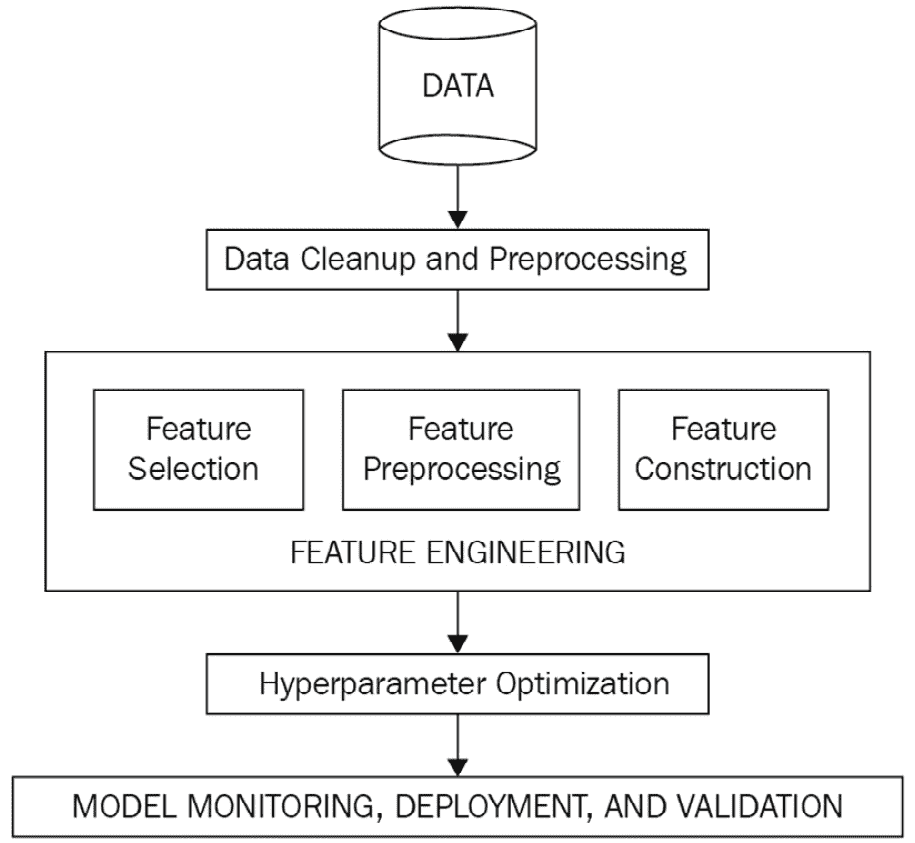 DATA
Data Cleanup and Preprocessing
Feature
Selection
Feature
Preprocessing
Feature
Construction
FEATURE ENGINEERING
Hyperparameter Optimization
MODEL MONITORING, DEPLOYMENT, AND VALIDATION